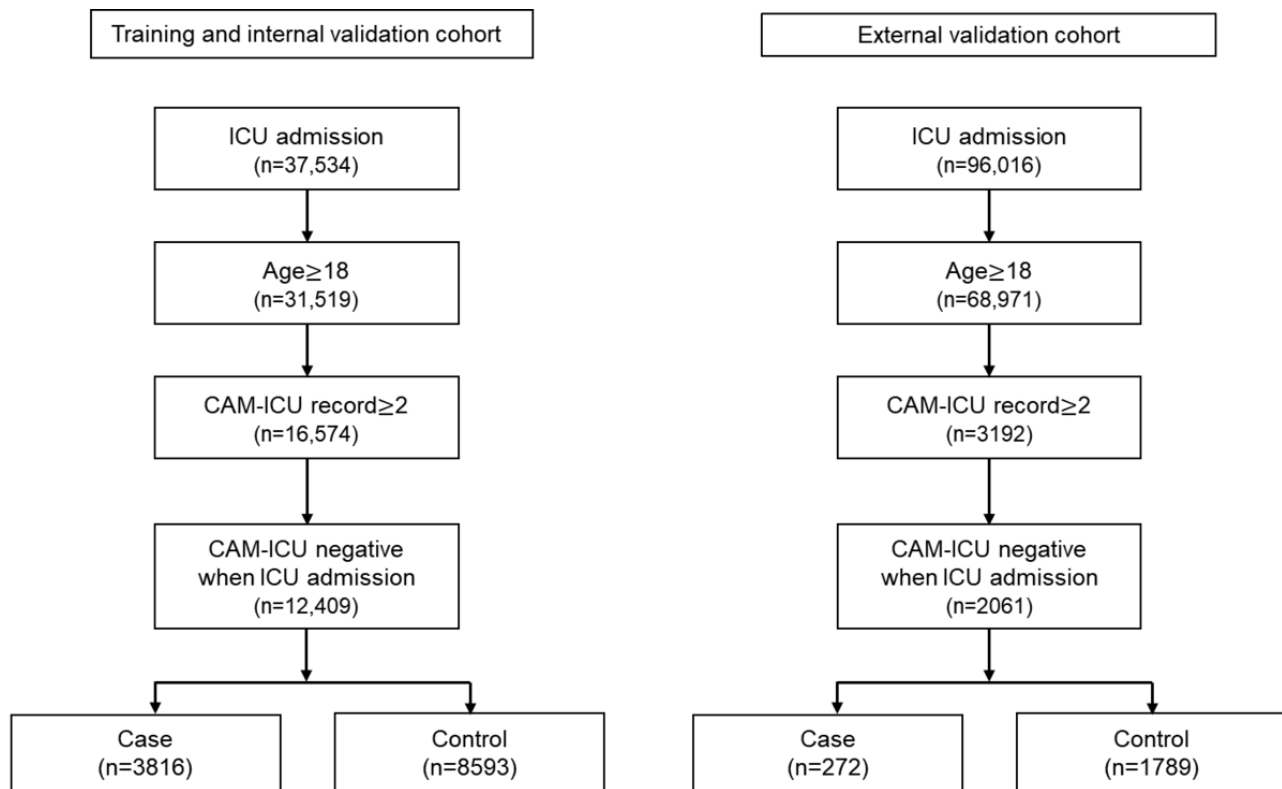 Training and internal validation cohort
ICU admission
(n=37,534)
Age≥18
(n=31,519)
CAM-ICU record≥2
(n=16,574)
CAM-ICU negative
when ICU admission
(n=12,409)
Case
(n=3816)
Control
(n=8593)
External validation cohort
ICU admission
(n=96,016)
Age≥18
(n=68,971)
CAM-ICU record≥2
(n=3192)
CAM-ICU negative
when ICU admission
(n=2061)
Case
(n=272)
Control
(n=1789)